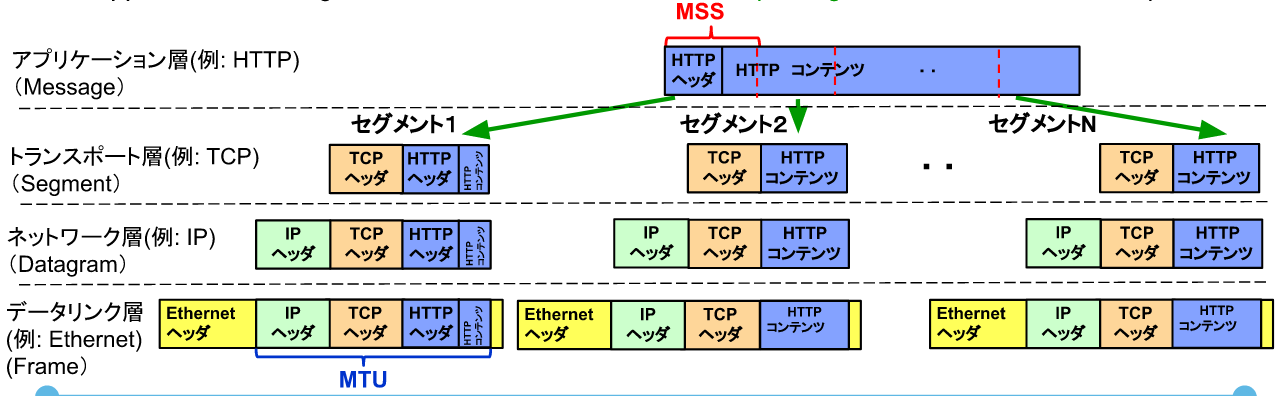 MSS
アプリケーション層(例: HTTP)
(Message)
HTTP
ヘッダ
HTTP コンテンツ ・・
セグメント1
セグメント2
セグメントN
トランスポート層(例: TCP)
(Segment)
TCP
ヘッダ
HTTP
ヘッダ
HTTP
コンテンツ
TCP
ヘッダ
HTTP
コンテンツ
・・
TCP
ヘッダ
HTTP
コンテンツ
ネットワーク層(例: IP)
(Datagram)
IP
ヘッダ
TCP
ヘッダ
HTTP
ヘッダ
HTTP
コンテンツ
IP
ヘッダ
TCP
ヘッダ
HTTP
コンテンツ
IP
ヘッダ
TCP
ヘッダ
HTTP
コンテンツ
データリンク層
(例: Ethernet)
(Frame)
Ethernet
ヘッダ
IP
ヘッダ
TCP
ヘッダ
HTTP
ヘッダ
HTTP
コンテンツ
Ethernet
ヘッダ
IP
ヘッダ
TCP
ヘッダ
HTTP
コンテンツ
Ethernet
ヘッダ
IP
ヘッダ
TCP
ヘッダ
HTTP
コンテンツ
MTU